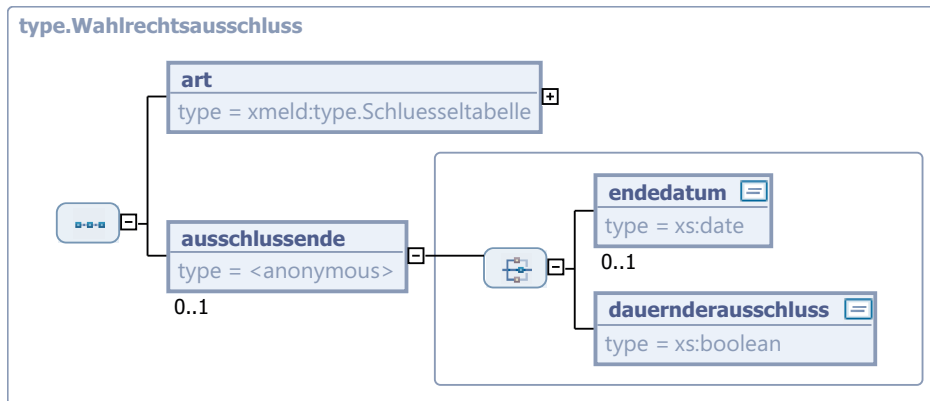 type.Wahlrechtsausschluss
art
type = xmeld:type.Schluesseltabelle
ausschlussende
type = <anonymous>
0..1
endedatum
type = xs:date
0..1
dauernderausschluss
type = xs:boolean